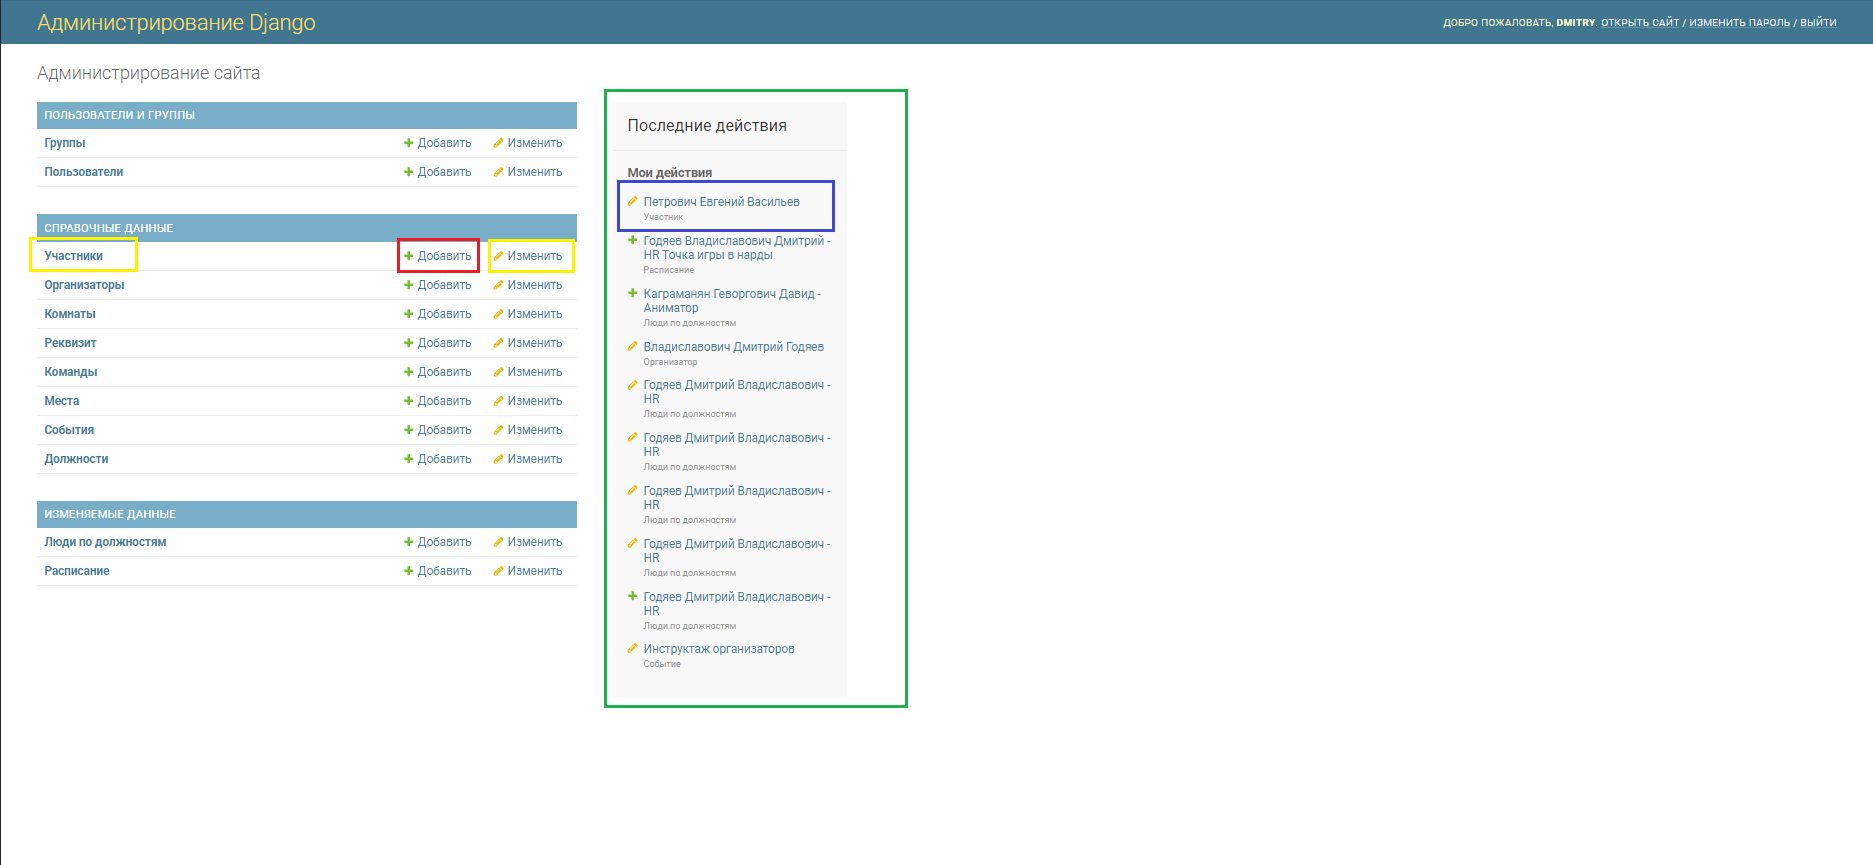 Администрирование Django
ДОБРО ПОЖАЛОВАТЬ, DMITRY. ОТКРЫТЬ САЙТ / ИЗМЕНИТЬ ПАРОЛЬ / ВЫЙТИ
Администрирование сайта
ПОЛЬЗОВАТЕЛИ И ГРУППЫ
Группы Добавить Изменить
Пользователи Добавить Изменить
СПРАВОЧНЫЕ ДАННЫЕ
Участники Добавить Изменить
Организаторы Добавить Изменить
Комнаты Добавить Изменить
Реквизит Добавить Изменить
Команды Добавить Изменить
Места Добавить Изменить
События Добавить Изменить
Должности Добавить Изменить
ИЗМЕНЯЕМЫЕ ДАННЫЕ
Люди по должностям Добавить Изменить
Расписание Добавить Изменить
Последние действия
Мои действия
Петрович Евгений Васильев
Участник
Годяев Владиславович Дмитрий -
HR Точка игры в нарды
Расписание
Каграманян Геворгович Давид -
Аниматор
Люди по должностям
Владиславович Дмитрий Годяев
Организатор
Годяев Дмитрий Владиславович -
HR
Люди по должностям
Годяев Дмитрий Владиславович -
HR
Люди по должностям
Годяев Дмитрий Владиславович -
HR
Люди по должностям
Годяев Дмитрий Владиславович -
HR
Люди по должностям
Годяев Дмитрий Владиславович -
HR
Люди по должностям
Инструктаж организаторов
Событие